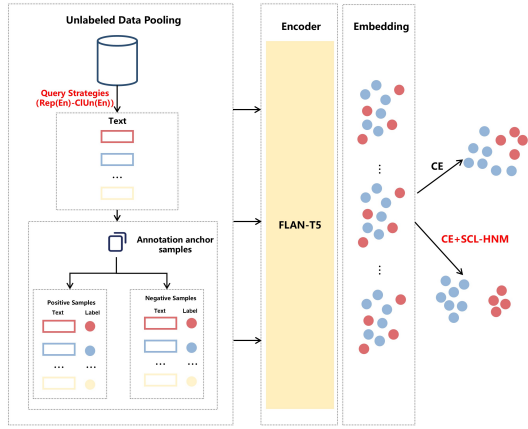 Unlabeled Data Pooling
Query Strategies
(Rep(En)-ClUn(En))
Text
...
Annotation anchor
samples
Positive Samples
Text Label
... ...
Negative Samples
Text Label
... ...
Encoder
FLAN-T5
Embedding
...
...
CE
CE+SCL-HNM